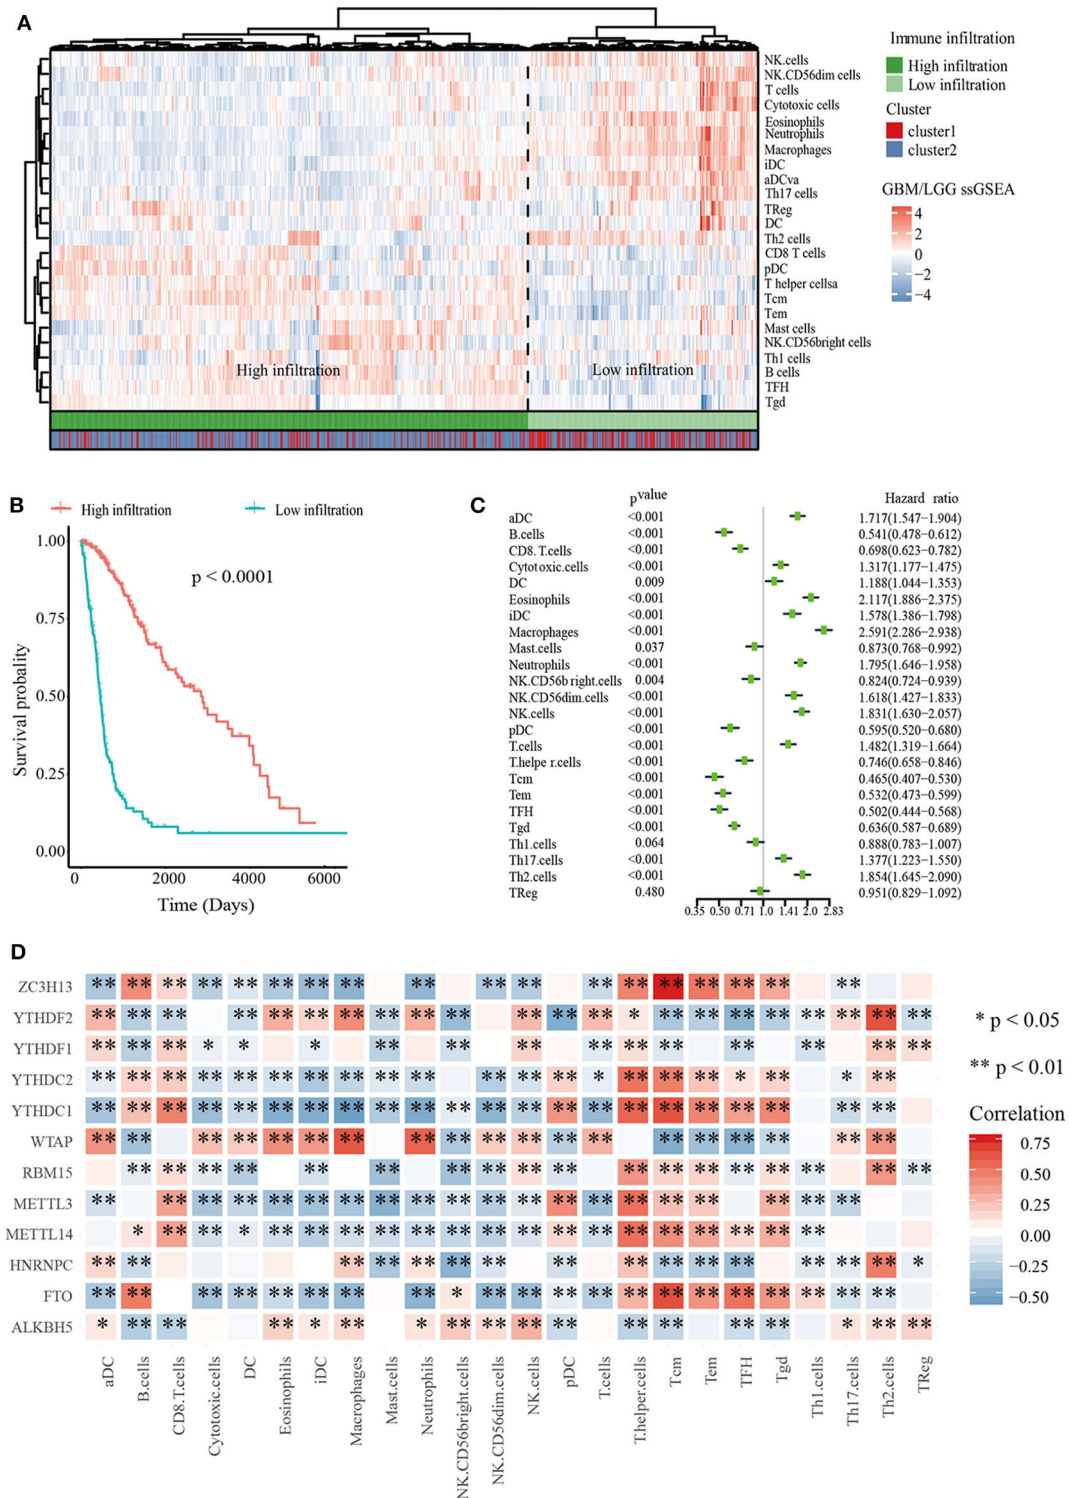 A
Immune infiltration
High infiltration
Low infiltration
Cluster
cluster1
cluster2
GBM/LGG ssGSEA
4
2
0
−2
−4
NK.cells
NK.CD56dim cells
T cells
Cytotoxic cells
Eosinophils
Neutrophils
Macrophages
iDC
aDCva
Th17 cells
TReg
DC
Th2 cells
CD8 T cells
pDC
T helper cellsa
Tcm
Tem
Mast cells
NK.CD56bright cells
Th1 cells
B cells
TFH
Tgd
High infiltration
Low infiltration
B
High infiltration
Low infiltration
p < 0.0001
Survival probality
1.00
0.75
0.50
0.25
0.00
0 2000 4000 6000
Time (Days)
C
pvalue Hazard ratio
aDC <0.001 1.717(1.547−1.904)
B.cells <0.001 0.541(0.478−0.612)
CD8. T.cells <0.001 0.698(0.623−0.782)
Cytotoxic.cells <0.001 1.317(1.177−1.475)
DC 0.009 1.188(1.044−1.353)
Eosinophils <0.001 2.117(1.886−2.375)
iDC <0.001 1.578(1.386−1.798)
Macrophages <0.001 2.591(2.286−2.938)
Mast.cells 0.037 0.873(0.768−0.992)
Neutrophils <0.001 1.795(1.646−1.958)
NK.CD56b right.cells 0.004 0.824(0.724−0.939)
NK.CD56dim.cells <0.001 1.618(1.427−1.833)
NK.cells <0.001 1.831(1.630−2.057)
pDC <0.001 0.595(0.520−0.680)
T.cells <0.001 1.482(1.319−1.664)
T.helpe r.cells <0.001 0.746(0.658−0.846)
Tcm <0.001 0.465(0.407−0.530)
Tem <0.001 0.532(0.473−0.599)
TFH <0.001 0.502(0.444−0.568)
Tgd <0.001 0.636(0.587−0.689)
Th1.cells 0.064 0.888(0.783−1.007)
Th17.cells <0.001 1.377(1.223−1.550)
Th2.cells <0.001 1.854(1.645−2.090)
TReg 0.480 0.951(0.829−1.092)
0.35 0.50 0.71 1.0 1.41 2.0 2.83
D
ZC3H13 ** ** ** ** ** ** ** ** ** ** ** ** ** ** ** ** ** **
YTHDF2 ** ** ** ** ** ** ** ** ** ** ** ** ** * ** ** ** ** ** ** ** **
YTHDF1 ** ** ** * * * ** ** ** ** ** ** ** ** ** **
YTHDC2 ** ** ** ** ** ** ** ** ** ** ** ** ** * ** ** ** * ** * **
YTHDC1 ** ** ** ** ** ** ** ** ** ** ** ** ** ** ** ** ** ** ** ** ** **
WTAP ** ** ** ** ** ** ** ** ** ** ** ** ** ** ** ** ** ** **
RBM15 ** ** ** ** ** ** ** ** ** ** ** ** ** ** ** ** ** **
METTL3 ** ** ** ** ** ** ** ** ** ** ** ** ** ** ** ** ** ** ** **
METTL14 * ** ** * ** ** ** ** ** ** ** ** ** ** ** ** ** ** ** **
HNRNPC ** ** ** ** ** ** ** ** ** ** ** ** ** ** ** *
FTO ** ** ** ** ** ** ** ** * ** ** ** ** ** ** ** ** ** ** ** **
ALKBH5 * ** ** ** * ** * ** ** ** ** ** ** ** ** * ** **
aDC
B.cells
CD8.T.cells
Cytotoxic.cells
DC
Eosinophils
iDC
Macrophages
Mast.cells
Neutrophils
NK.CD56bright.cells
NK.CD56dim.cells
NK.cells
pDC
T.cells
T.helper.cells
Tcm
Tem
TFH
Tgd
Th1.cells
Th17.cells
Th2.cells
TReg
* p < 0.05
** p < 0.01
Correlation
0.75
0.50
0.25
0.00
−0.25
−0.50